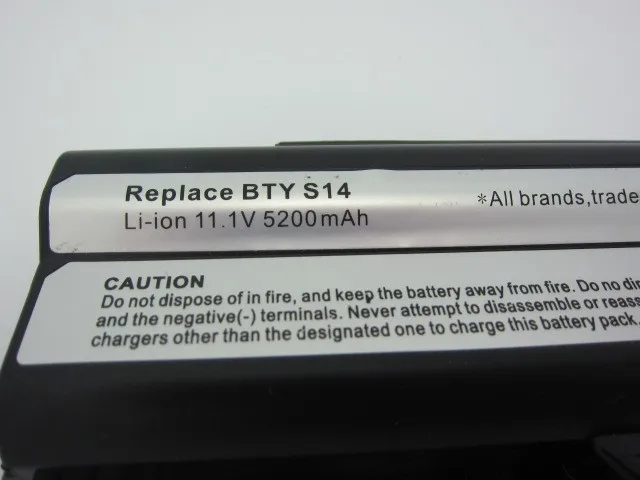 Replace BTY S14
Li-ion 11.1V 5200mAh
*All brands,trade
CAUTION
Do not dispose of in fire, and keep the battery away from fire. Do no
and the negative(-) terminals. Never attempt to disassemble or reass
chargers other than the designated one to charge this battery pack.